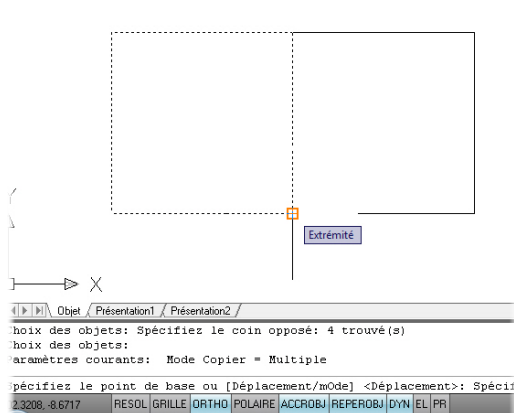 Extrémité
X
Objet Présentation1 Présentation2
hoix des objets: Spécifiez le coin opposé: 4 trouvé(s)
hoix des objets:
aramètres courants: Mode Copier = Multiple
pécifiez le point de base ou [Déplacement/mOde] <Déplacement>: Spécif
2.3208, -8.6717 RESOL GRILLE ORTHO POLAIRE ACCROBJ REPEROBJ DYN EL PR